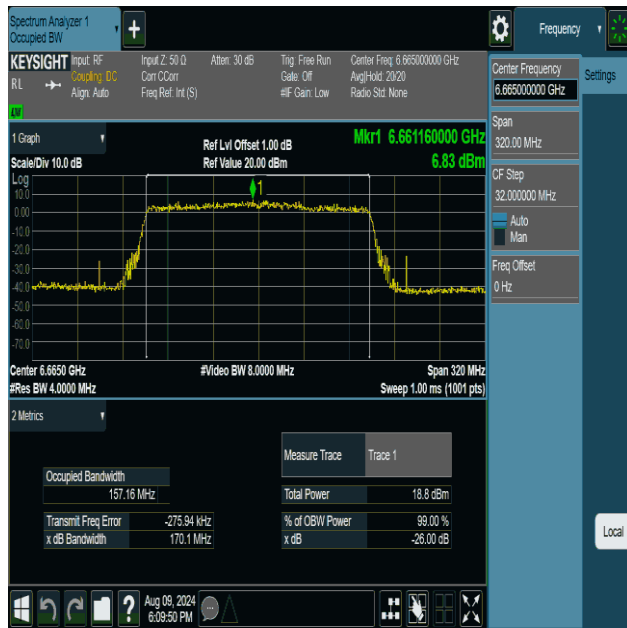 Spectrum Analyzer 1
Occupied BW
+
Frequency
KEYSIGHT
RL
Input: RF
Coupling: DC
Align: Auto
Input Z: 50 Ω
Corr CCorr
Freq Ref: Int (S)
Atten: 30 dB
Trig: Free Run
Gate: Off
#IF Gain: Low
Center Freq: 6.665000000 GHz
Avg|Hold: 20/20
Radio Std: None
Center Frequency
6.665000000 GHz
Settings
Span
320.00 MHz
CF Step
32.000000 MHz
Auto
Man
Freq Offset
0 Hz
1 Graph
Scale/Div 10.0 dB
Ref Lvl Offset 1.00 dB
Ref Value 20.00 dBm
Mkr1 6.661160000 GHz
6.83 dBm
Log
10.0
0.00
-10.0
-20.0
-30.0
-40.0
-50.0
-60.0
-70.0
1
Center 6.6650 GHz
#Res BW 4.0000 MHz
#Video BW 8.0000 MHz
Span 320 MHz
Sweep 1.00 ms (1001 pts)
2 Metrics
Measure Trace Trace 1
Occupied Bandwidth
157.16 MHz
Total Power 18.8 dBm
Transmit Freq Error -275.94 kHz
% of OBW Power 99.00 %
x dB Bandwidth 170.1 MHz
x dB -26.00 dB
Local
?
Aug 09, 2024
6:09:50 PM